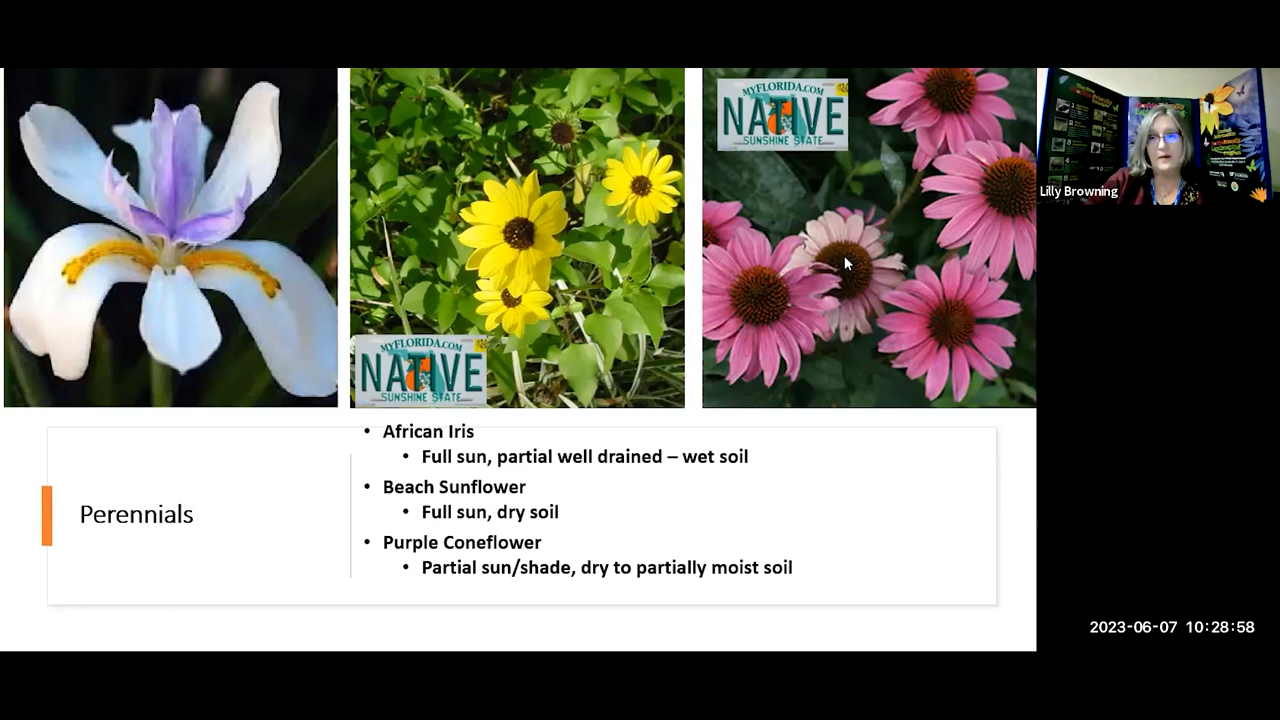 MYFLORIDA.COM
NATIVE
SUNSHINE STATE
MYFLORIDA.COM
NATIVE
SUNSHINE STATE
Lilly Browning
Perennials
• African Iris
• Full sun, partial well drained – wet soil
• Beach Sunflower
• Full sun, dry soil
• Purple Coneflower
• Partial sun/shade, dry to partially moist soil
2023-06-07 10:28:58